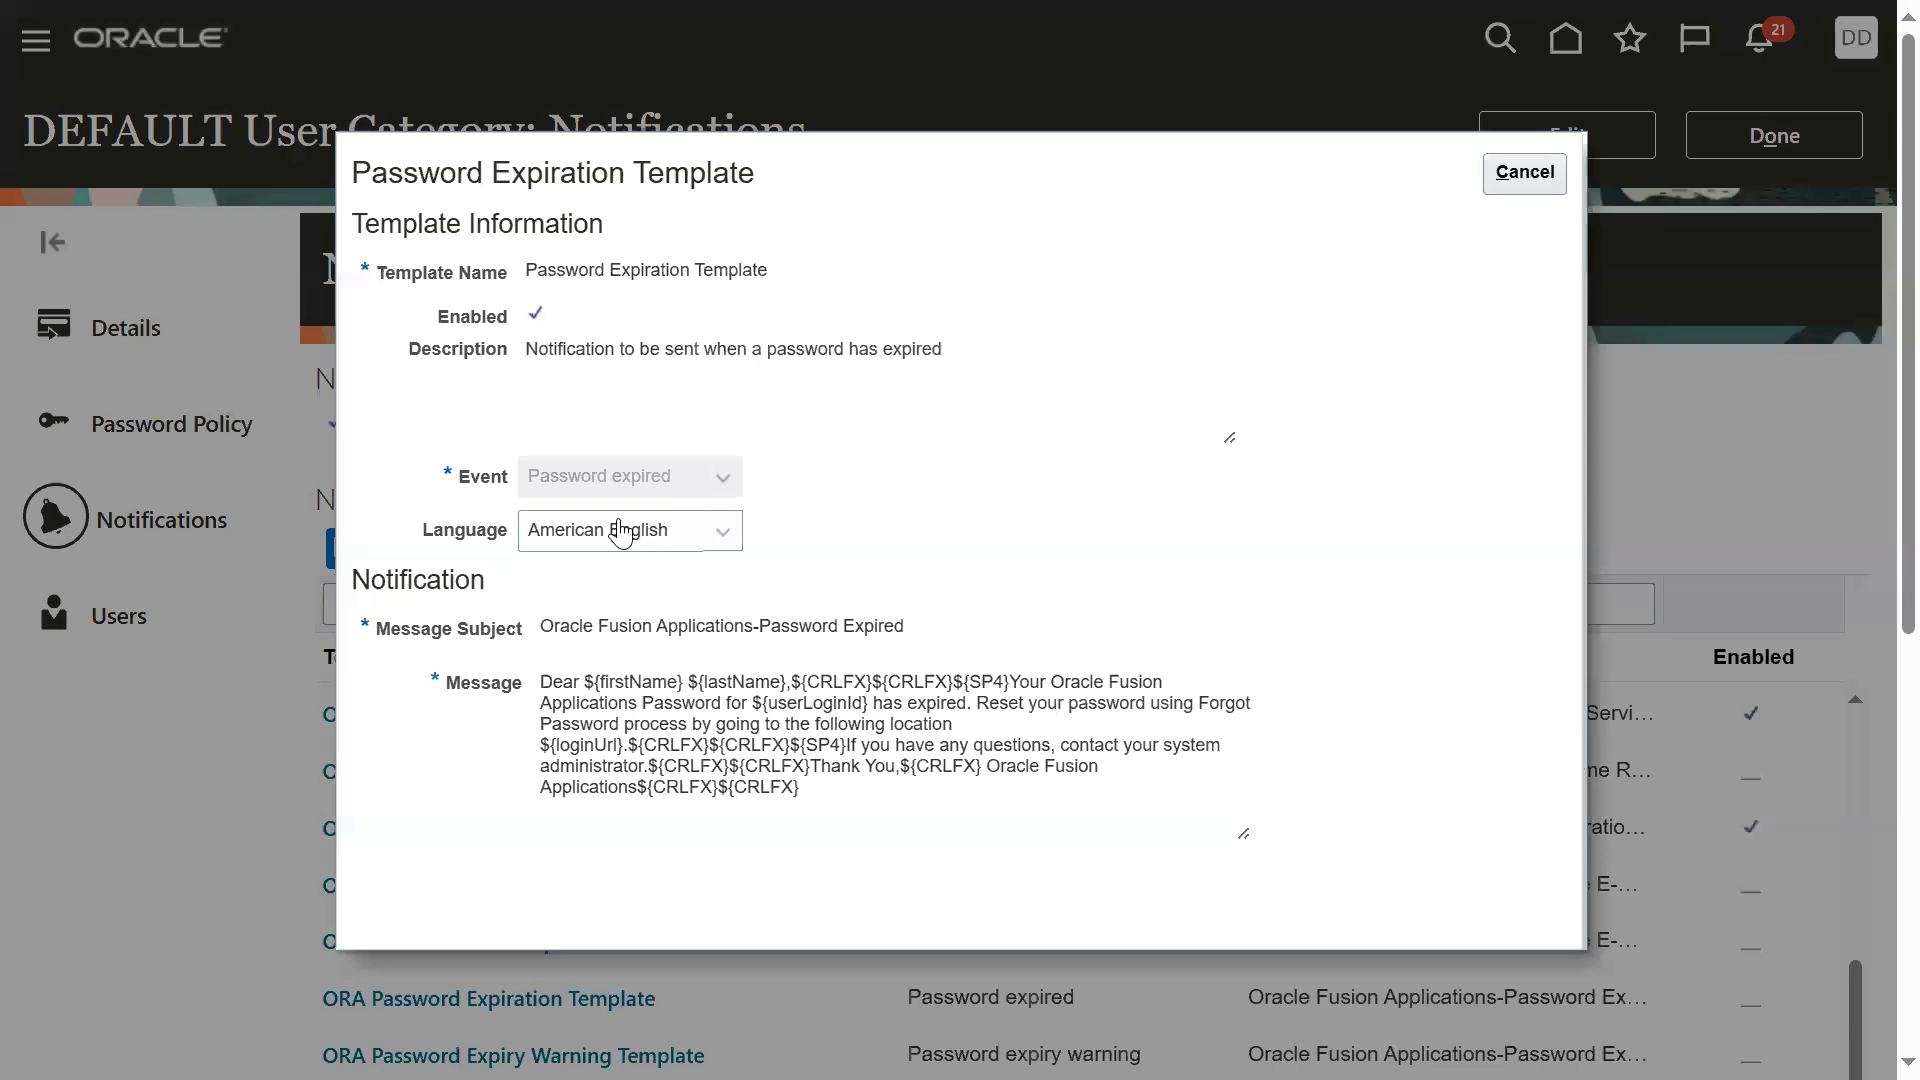 ORACLE
21
DD
DEFAULT User Category: Notifications
Done
Password Expiration Template
Cancel
Template Information
* Template Name Password Expiration Template
Enabled
Description Notification to be sent when a password has expired
Details
Password Policy
Notifications
Users
* Event Password expired
Language American English
Notification
* Message Subject Oracle Fusion Applications-Password Expired
Enabled
* Message Dear ${firstName} ${lastName},${CRLFX}${CRLFX}${SP4}Your Oracle Fusion
Applications Password for ${userLoginId} has expired. Reset your password using Forgot
Password process by going to the following location
${loginUrl}.${CRLFX}${CRLFX}${SP4}If you have any questions, contact your system
administrator.${CRLFX}${CRLFX}Thank You,${CRLFX} Oracle Fusion
Applications${CRLFX}${CRLFX}
Servi...
me R...
ratio...
E-...
E-...
ORA Password Expiration Template Password expired Oracle Fusion Applications-Password Ex...
ORA Password Expiry Warning Template Password expiry warning Oracle Fusion Applications-Password Ex...